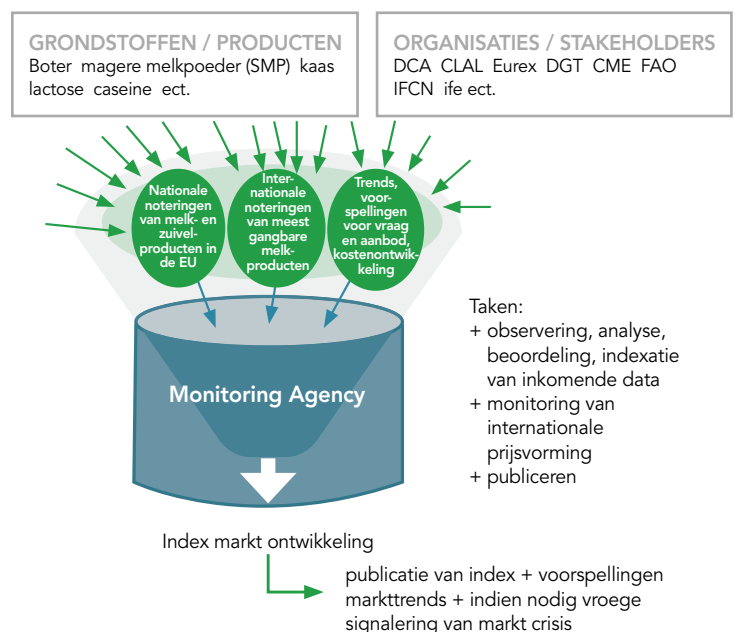 GRONDSTOFFEN / PRODUCTEN
Boter magere melkpoeder (SMP) kaas
lactose caseine ect.
ORGANISATIES / STAKEHOLDERS
DCA CLAL Eurex DGT CME FAO
IFCN ife ect.
Nationale
noteringen
van melk- en
zuivel-
producten in
de EU
Inter-
nationale
noteringen
van meest
gangbare
melk-
producten
Trends,
voor-
spellingen
voor vraag
en aanbod,
kostenontwik-
keling
Monitoring Agency
Taken:
+ observering, analyse,
beoordeling, indexatie
van inkomende data
+ monitoring van
internationale
prijsvorming
+ publiceren
Index markt ontwikkeling
publicatie van index + voorspellingen
markttrends + indien nodig vroege
signalering van markt crisis